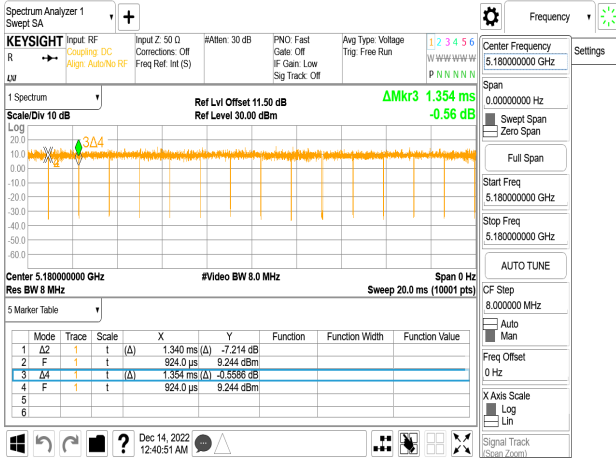 Spectrum Analyzer 1
Swept SA
Frequency
KEYSIGHT
Input: RF
Coupling: DC
Align: Auto/No RF
Input Z: 50 Ω
Corrections: Off
Freq Ref: Int (S)
#Atten: 30 dB
PNO: Fast
Gate: Off
IF Gain: Low
Sig Track: Off
Avg Type: Voltage
Trig: Free Run
1 2 3 4 5 6
W W W W W W
P N N N N N
R
LXI
Center Frequency
5.180000000 GHz
Settings
Span
0.00000000 Hz
Swept Span
Zero Span
Full Span
Start Freq
5.180000000 GHz
Stop Freq
5.180000000 GHz
AUTO TUNE
CF Step
8.000000 MHz
Auto
Man
Freq Offset
0 Hz
X Axis Scale
Log
Lin
Signal Track
(Span Zoom)
1 Spectrum
Scale/Div 10 dB
Ref Lvl Offset 11.50 dB
Ref Level 30.00 dBm
ΔMkr3 1.354 ms
-0.56 dB
Log
20.0
10.0
0.00
-10.0
-20.0
-30.0
-40.0
-50.0
-60.0
3Δ4
Center 5.180000000 GHz
Res BW 8 MHz
#Video BW 8.0 MHz
Span 0 Hz
Sweep 20.0 ms (10001 pts)
5 Marker Table
Mode Trace Scale X Y Function Function Width Function Value
1 Δ2 1 t (Δ) 1.340 ms (Δ) -7.214 dB
2 F 1 t 924.0 µs 9.244 dBm
3 Δ4 1 t (Δ) 1.354 ms (Δ) -0.5586 dB
4 F 1 t 924.0 µs 9.244 dBm
5
6
Dec 14, 2022
12:40:51 AM